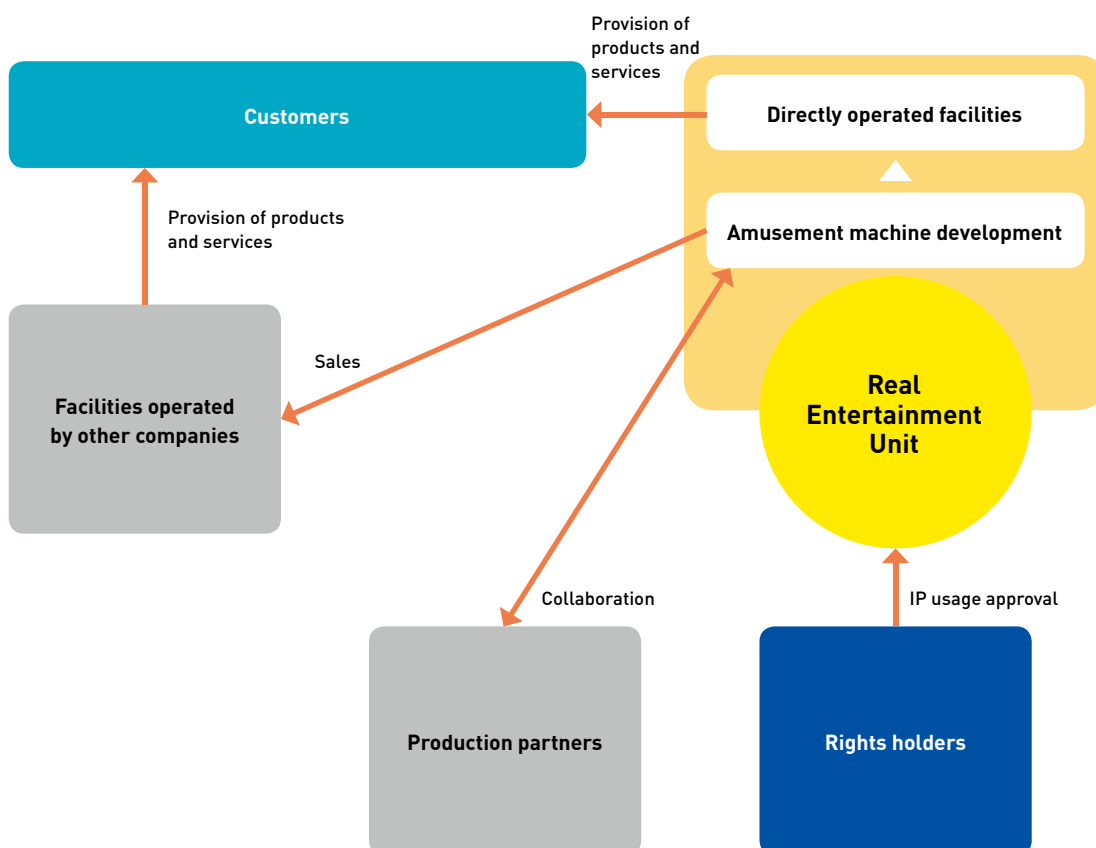 Provision of
products and
services
Customers
Directly operated facilities
Provision of products
and services
Amusement machine development
Sales
Facilities operated
by other companies
Real
Entertainment
Unit
Collaboration
IP usage approval
Production partners
Rights holders